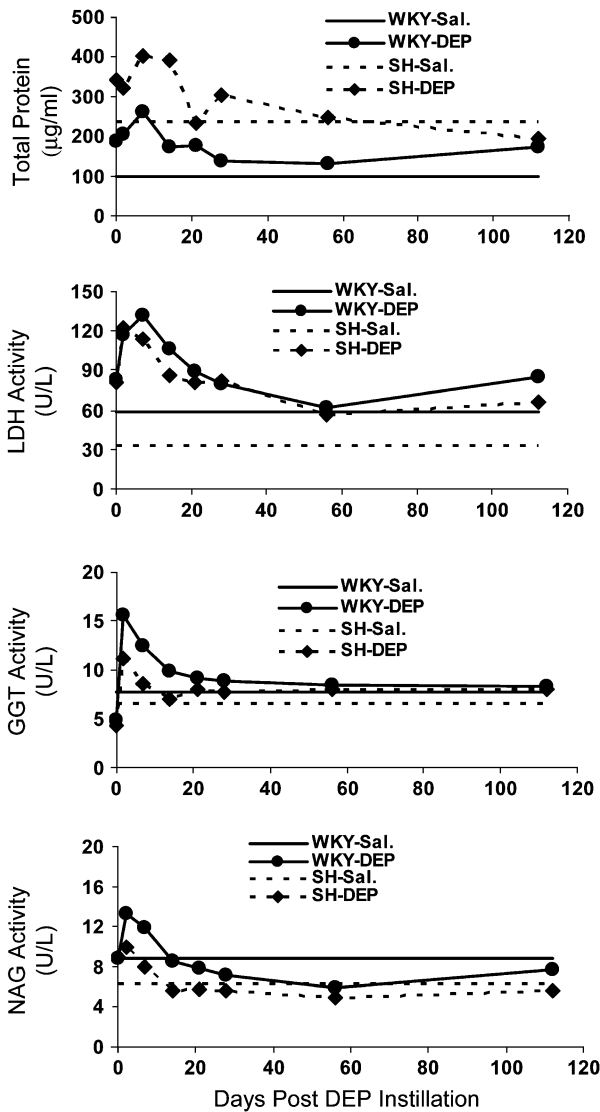 Total Protein
(µg/ml)
500
400
300
200
100
0
WKY-Sal.
WKY-DEP
SH-Sal.
SH-DEP
0 20 40 60 80 100 120
LDH Activity
(U/L)
150
120
90
60
30
0
WKY-Sal.
WKY-DEP
SH-Sal.
SH-DEP
0 20 40 60 80 100 120
GGT Activity
(U/L)
20
15
10
5
0
WKY-Sal.
WKY-DEP
SH-Sal.
SH-DEP
0 20 40 60 80 100 120
NAG Activity
(U/L)
20
16
12
8
4
0
WKY-Sal.
WKY-DEP
SH-Sal.
SH-DEP
0 20 40 60 80 100 120
Days Post DEP Instillation